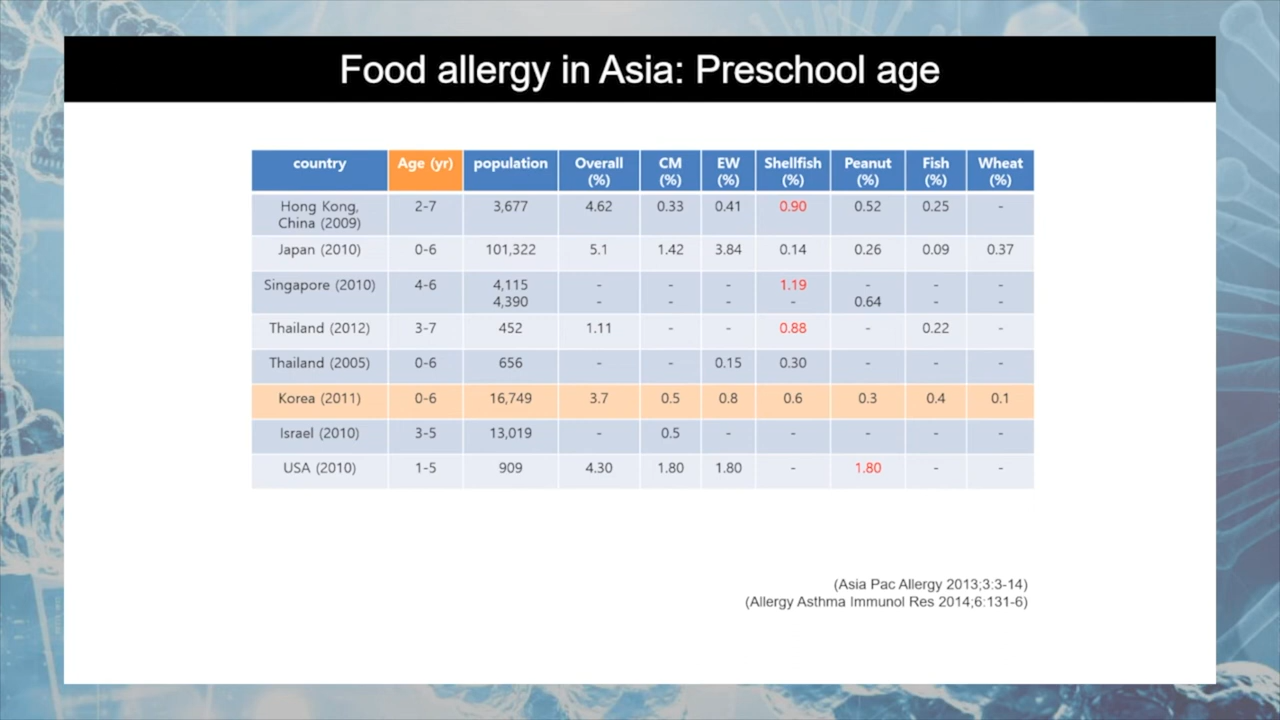 Food allergy in Asia: Preschool age
country Age (yr) population Overall (%) CM (%) EW (%) Shellfish (%) Peanut (%) Fish (%) Wheat (%)
Hong Kong, China (2009) 2-7 3,677 4.62 0.33 0.41 0.90 0.52 0.25 -
Japan (2010) 0-6 101,322 5.1 1.42 3.84 0.14 0.26 0.09 0.37
Singapore (2010) 4-6 4,115 - - - 1.19 - - -
4,390 - - - - 0.64 - -
Thailand (2012) 3-7 452 1.11 - - 0.88 - 0.22 -
Thailand (2005) 0-6 656 - - 0.15 0.30 - - -
Korea (2011) 0-6 16,749 3.7 0.5 0.8 0.6 0.3 0.4 0.1
Israel (2010) 3-5 13,019 - 0.5 - - - - -
USA (2010) 1-5 909 4.30 1.80 1.80 - 1.80 - -
(Asia Pac Allergy 2013;3:3-14)
(Allergy Asthma Immunol Res 2014;6:131-6)